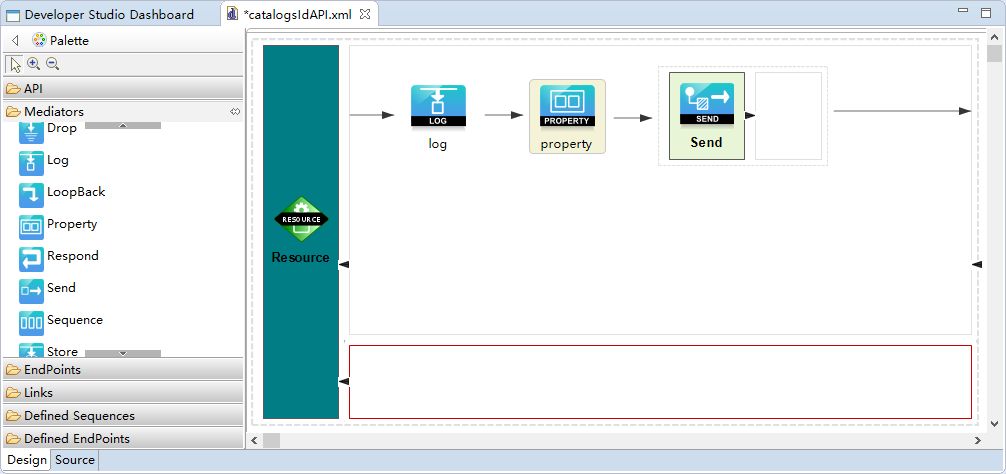 Developer Studio Dashboard
*catalogsIdAPI.xml
Palette
API
Mediators
Drop
Log
LoopBack
Property
Respond
Send
Sequence
Store
EndPoints
Links
Defined Sequences
Defined EndPoints
Design
Source
RESOURCE
Resource
LOG
log
PROPERTY
property
SEND
Send